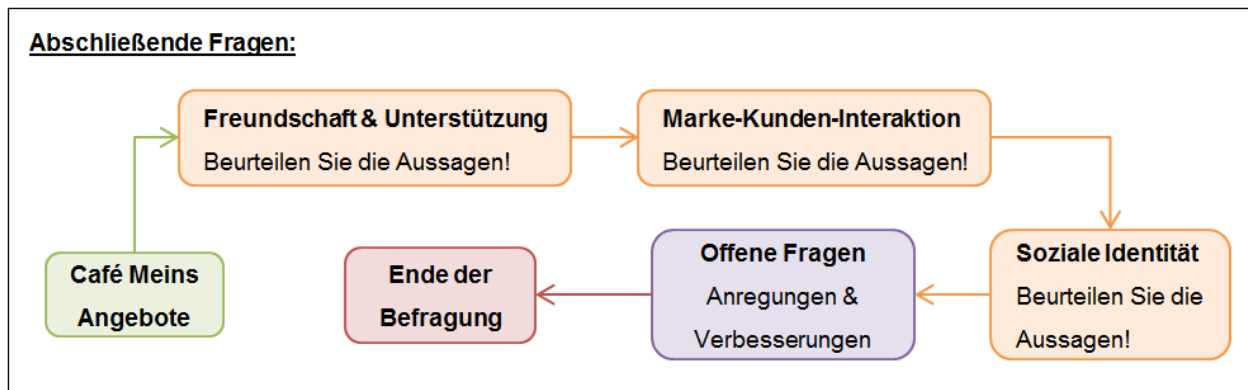 Abschließende Fragen:
Freundschaft & Unterstützung
Beurteilen Sie die Aussagen!
Marke-Kunden-Interaktion
Beurteilen Sie die Aussagen!
Café Meins
Angebote
Ende der
Befragung
Offene Fragen
Anregungen &
Verbesserungen
Soziale Identität
Beurteilen Sie die
Aussagen!